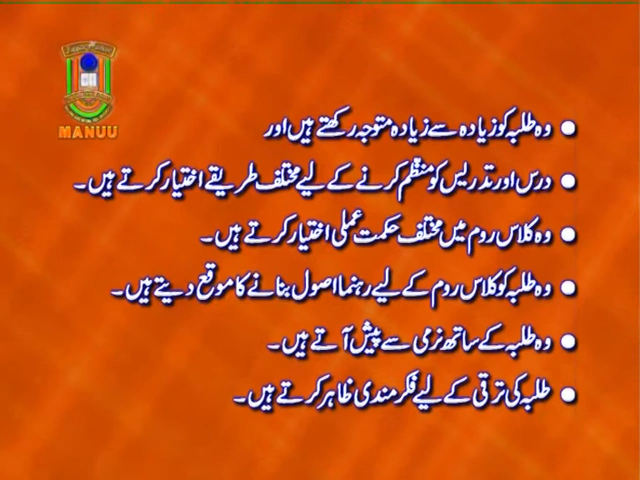 MANUU
● وہ طلبہ کو زیادہ سے زیادہ متوجہ رکھتے ہیں اور
● درس اور تدریس کو منظم کرنے کے لیے مختلف طریقے اختیار کرتے ہیں۔
● وہ کلاس روم میں مختلف حکمت عملی اختیار کرتے ہیں۔
● وہ طلبہ کو کلاس روم کے لیے رہنما اصول بنانے کا موقع دیتے ہیں۔
● وہ طلبہ کے ساتھ نرمی سے پیش آتے ہیں۔
● طلبہ کی ترقی کے لیے فکر مندی ظاہر کرتے ہیں۔